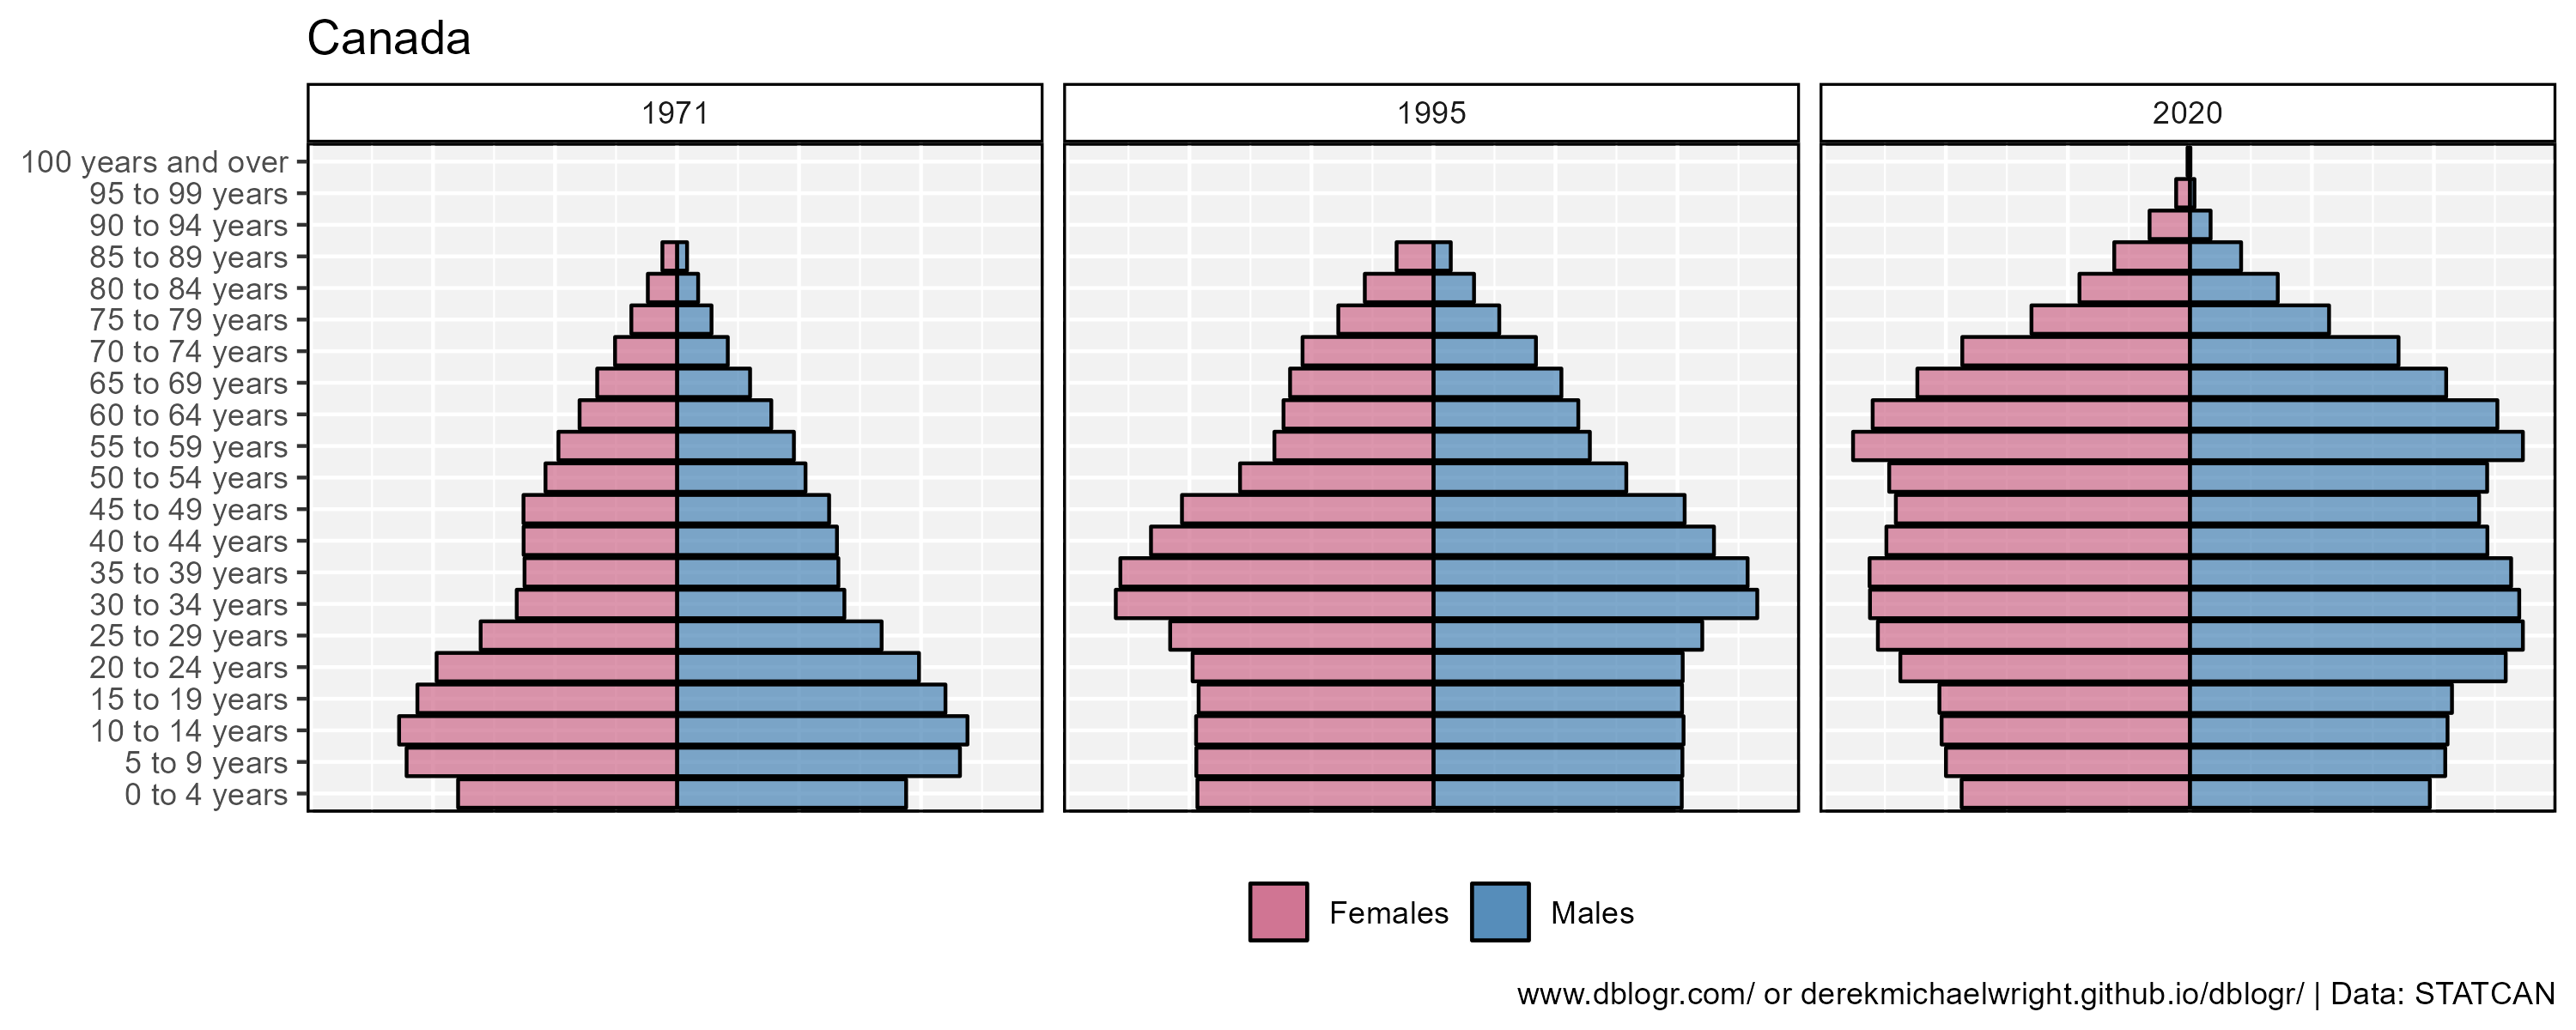 Canada
1971
1995
2020
100 years and over
95 to 99 years
90 to 94 years
85 to 89 years
80 to 84 years
75 to 79 years
70 to 74 years
65 to 69 years
60 to 64 years
55 to 59 years
50 to 54 years
45 to 49 years
40 to 44 years
35 to 39 years
30 to 34 years
25 to 29 years
20 to 24 years
15 to 19 years
10 to 14 years
5 to 9 years
0 to 4 years
Females
Males
www.dblogr.com/ or derekmichaelwright.github.io/dblogr/ | Data: STATCAN